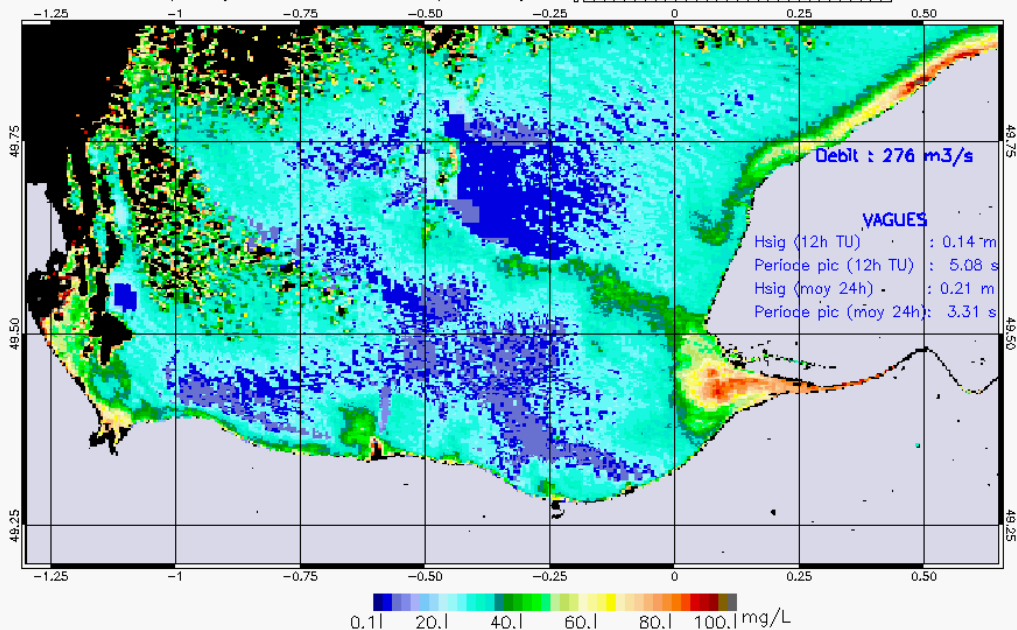 -1.25 -1 -0.75 -0.50 -0.25 0 0.25 0.50
49.75 49.75
Debit : 276 m3/s
VAGUES
Hsig (12h TU) : 0.14 m
Periode pic (12h TU) : 5.08 s
Hsig (moy 24h) - : 0.21 m
Periode pic (moy 24h): 3.31 s
49.50 49.50
49.25 49.25
-1.25 -1 -0.75 -0.50 -0.25 0 0.25 0.50
0.1 20. 40. 60. 80. 100. mg/L